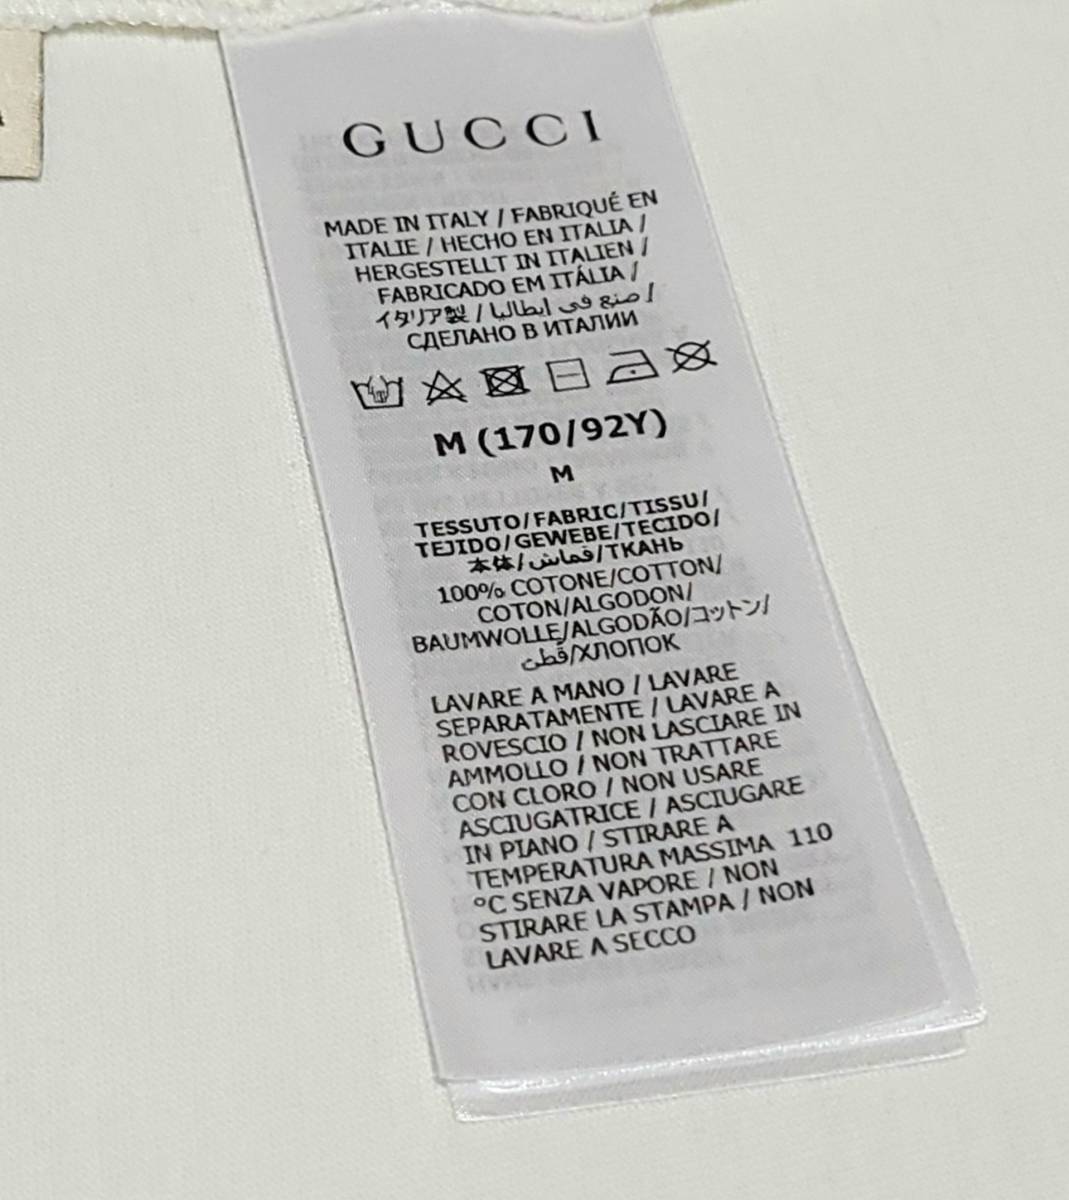 GUCCI
MADE IN ITALY / FABRIQUÉ EN
ITALIE / HECHO EN ITALIA /
HERGESTELLT IN ITALIEN /
FABRICADO EM ITÁLIA /
イタリア製 / صنع في ايطاليا /
СДЕЛАНО В ИТАЛИИ
M (170/92Y)
M
TESSUTO/FABRIC/TISSU/
TEJIDO/GEWEBE/TECIDO/
本体/قماش/ТКАНЬ
100% COTONE/COTTON/
COTON/ALGODON/
BAUMWOLLE/ALGODÃO/コットン/
قطن/ХЛОПОК
LAVARE A MANO / LAVARE
SEPARATAMENTE / LAVARE A
ROVESCIO / NON LASCIARE IN
AMMOLLO / NON TRATTARE
CON CLORO / NON USARE
ASCIUGATRICE / ASCIUGARE
IN PIANO / STIRARE A
TEMPERATURA MASSIMA 110
°C SENZA VAPORE / NON
STIRARE LA STAMPA / NON
LAVARE A SECCO